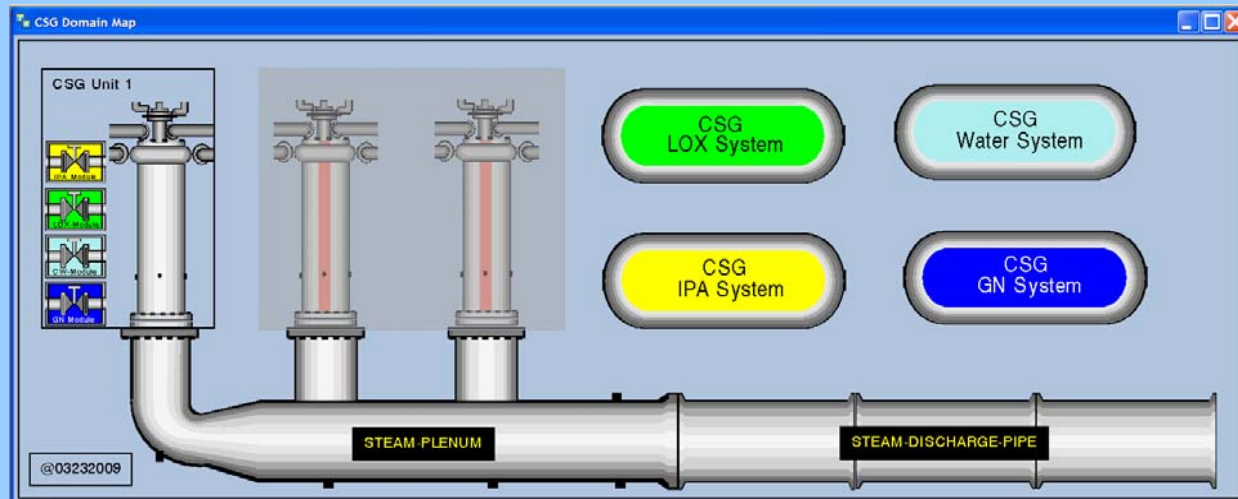 CSG Domain Map
CSG Unit 1
IPA Module
LOX-Module
CW-Module
GN Module
CSG
LOX System
CSG
Water System
CSG
IPA System
CSG
GN System
STEAM-PLENUM
STEAM-DISCHARGE-PIPE
@03232009